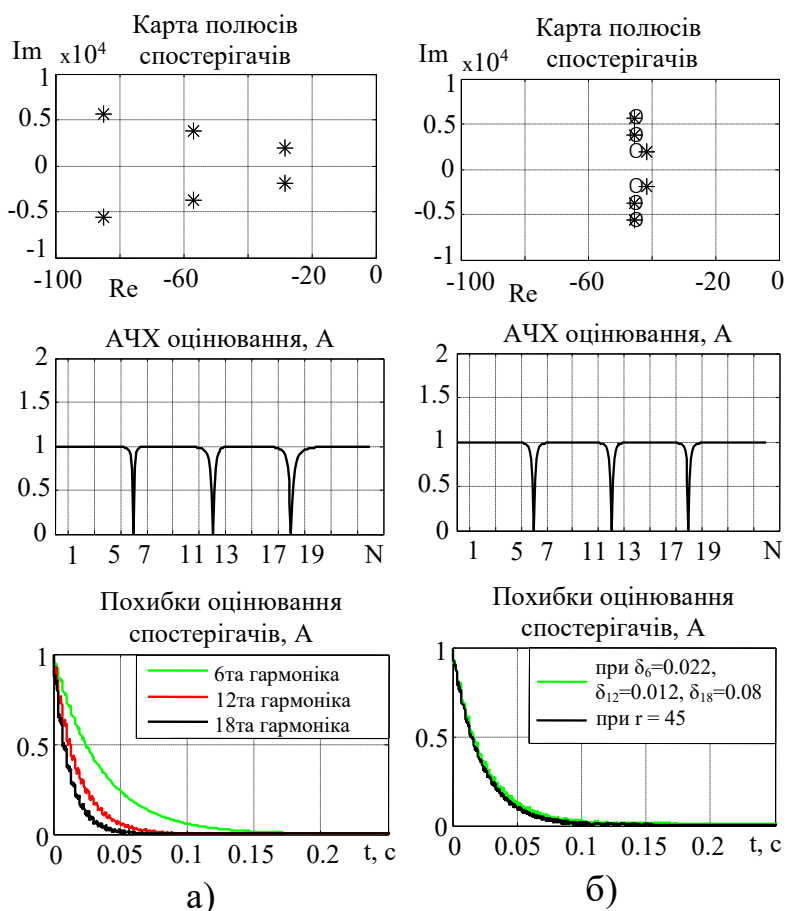 Карта полюсів
спостерігачів
Im x10⁴
1
0.5
0
-0.5
-1
-100 -60 -20 0
Re
АЧХ оцінювання, А
2
1.5
1
0.5
0
1 5 7 11 13 17 19 N
Похибки оцінювання
спостерігачів, А
1
0.5
0
6та гармоніка
12та гармоніка
18та гармоніка
0 0.05 0.1 0.15 0.2 t, с
а)
Карта полюсів
спостерігачів
Im x10⁴
1
0.5
0
-0.5
-1
-100 -60 -20 0
Re
АЧХ оцінювання, А
2
1.5
1
0.5
0
1 5 7 11 13 17 19 N
Похибки оцінювання
спостерігачів, А
1
0.5
0
при δ₆=0.022,
δ₁₂=0.012, δ₁₈=0.08
при r = 45
0 0.05 0.1 0.15 0.2 t, с
б)